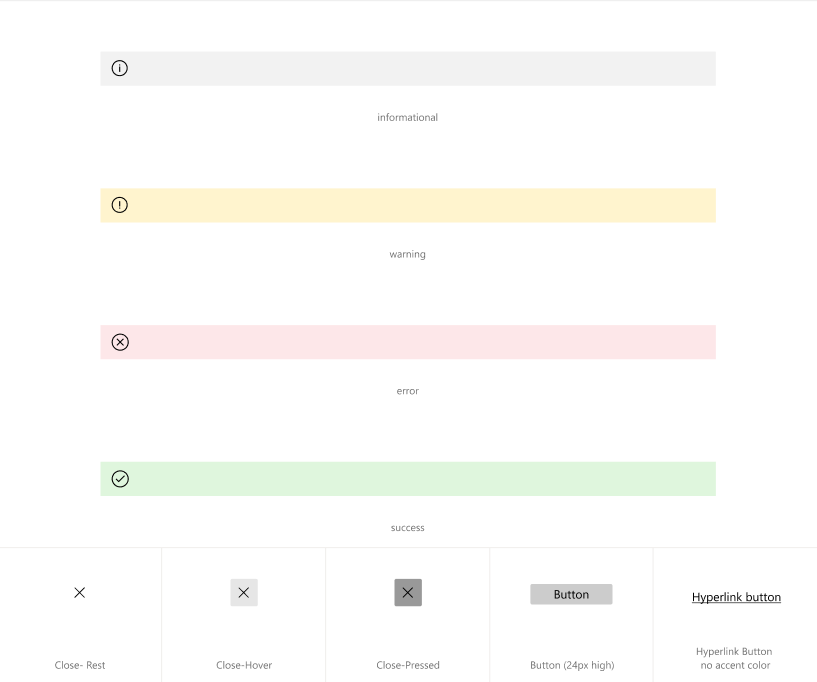 informational
warning
error
success
Close- Rest
Close-Hover
Close-Pressed
Button
Button (24px high)
Hyperlink button
Hyperlink Button
no accent color